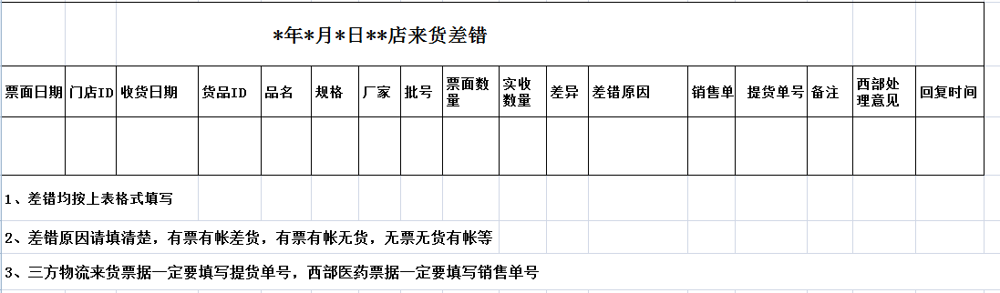 *年*月*日**店来货差错
票面日期 门店ID 收货日期 货品ID 品名 规格 厂家 批号 票面数量 实收数量 差异 差错原因 销售单 提货单号 备注 西部处理意见 回复时间
1、差错均按上表格式填写
2、差错原因请填清楚，有票有帐差货，有票有帐无货，无票无货有帐等
3、三方物流来货票据一定要填写提货单号，西部医药票据一定要填写销售单号